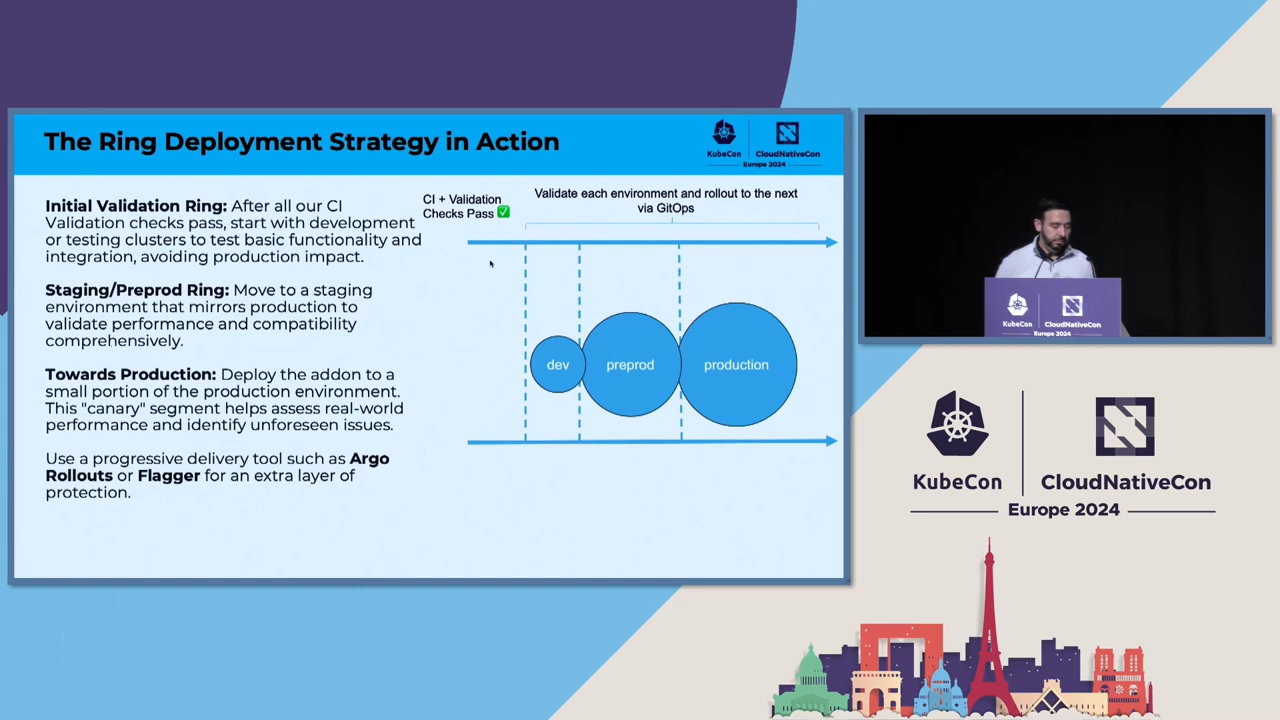 The Ring Deployment Strategy in Action
KubeCon
CloudNativeCon
Europe 2024
Initial Validation Ring: After all our CI
Validation checks pass, start with development
or testing clusters to test basic functionality and
integration, avoiding production impact.
Staging/Preprod Ring: Move to a staging
environment that mirrors production to
validate performance and compatibility
comprehensively.
Towards Production: Deploy the addon to a
small portion of the production environment.
This "canary" segment helps assess real-world
performance and identify unforeseen issues.
Use a progressive delivery tool such as Argo
Rollouts or Flagger for an extra layer of
protection.
CI + Validation
Checks Pass ✅
Validate each environment and rollout to the next
via GitOps
dev
preprod
production
KubeCon
CloudNativeCon
Europe 2024
KubeCon
CloudNativeCon
Europe 2024